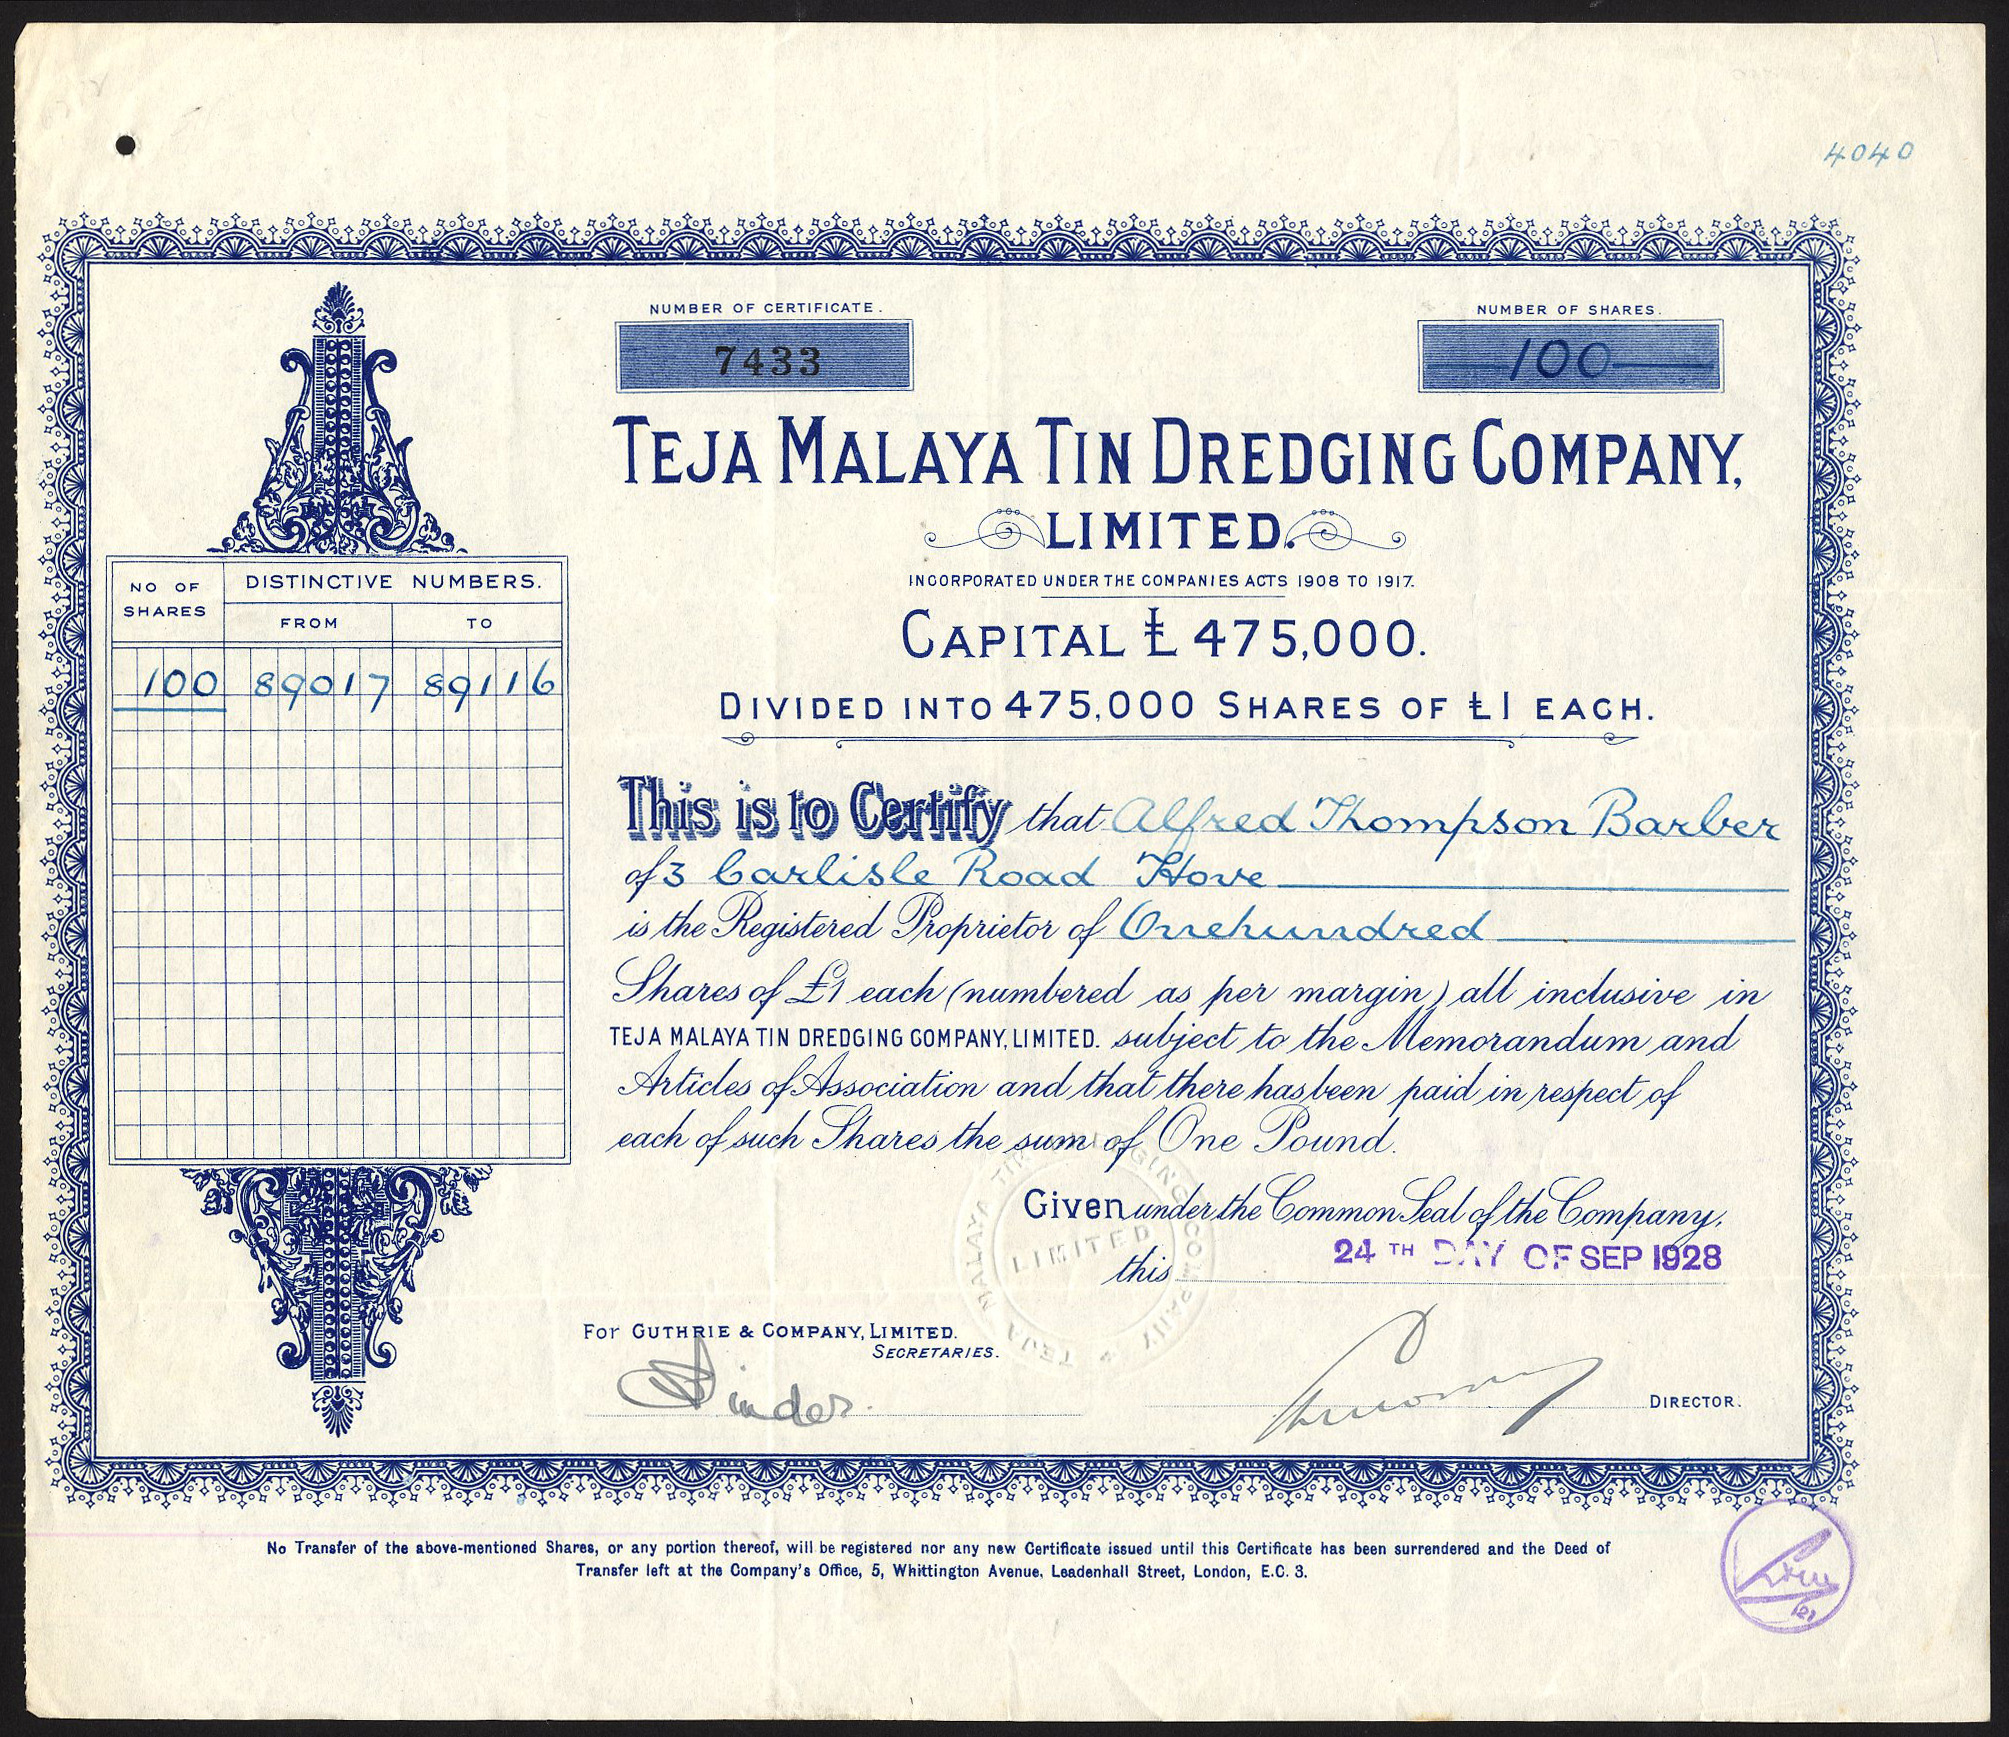 4040
NUMBER OF CERTIFICATE.
7433
NUMBER OF SHARES.
100
TEJA MALAYA TIN DREDGING COMPANY,
LIMITED.
INCORPORATED UNDER THE COMPANIES ACTS 1908 TO 1917.
CAPITAL £475,000.
DIVIDED INTO 475,000 SHARES OF £1 EACH.
NO OF SHARES
DISTINCTIVE NUMBERS.
FROM TO
100 89017 89116
This is to Certify that Alfred Thompson Barber
of 3 Carlisle Road Hove
is the Registered Proprietor of Onehundred
Shares of £1 each (numbered as per margin) all inclusive in
TEJA MALAYA TIN DREDGING COMPANY, LIMITED. subject to the Memorandum and
Articles of Association and that there has been paid in respect of
each of such Shares the sum of One Pound.
Given under the Common Seal of the Company,
this 24TH DAY OF SEP 1928
TEJA MALAYA TIN DREDGING COMPANY
LIMITED
For GUTHRIE & COMPANY, LIMITED.
SECRETARIES.
DIRECTOR.
No Transfer of the above-mentioned Shares, or any portion thereof, will be registered nor any new Certificate issued until this Certificate has been surrendered and the Deed of
Transfer left at the Company's Office, 5, Whittington Avenue, Leadenhall Street, London, E.C. 3.